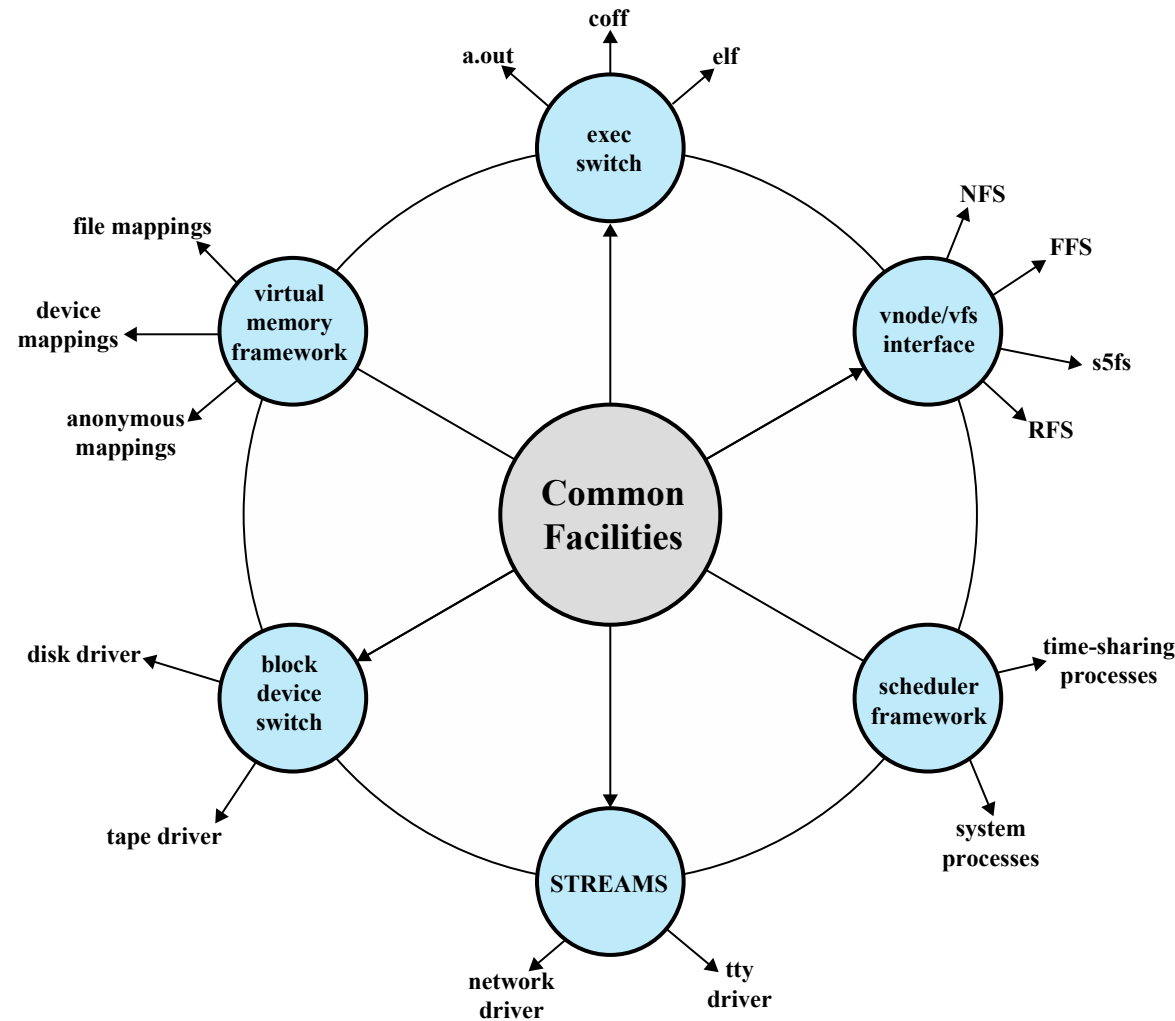 coff
a.out
elf
exec
switch
NFS
FFS
vnode/vfs
interface
s5fs
RFS
file mappings
virtual
memory
framework
device
mappings
anonymous
mappings
Common
Facilities
disk driver
block
device
switch
tape driver
time-sharing
processes
scheduler
framework
system
processes
STREAMS
network
driver
tty
driver